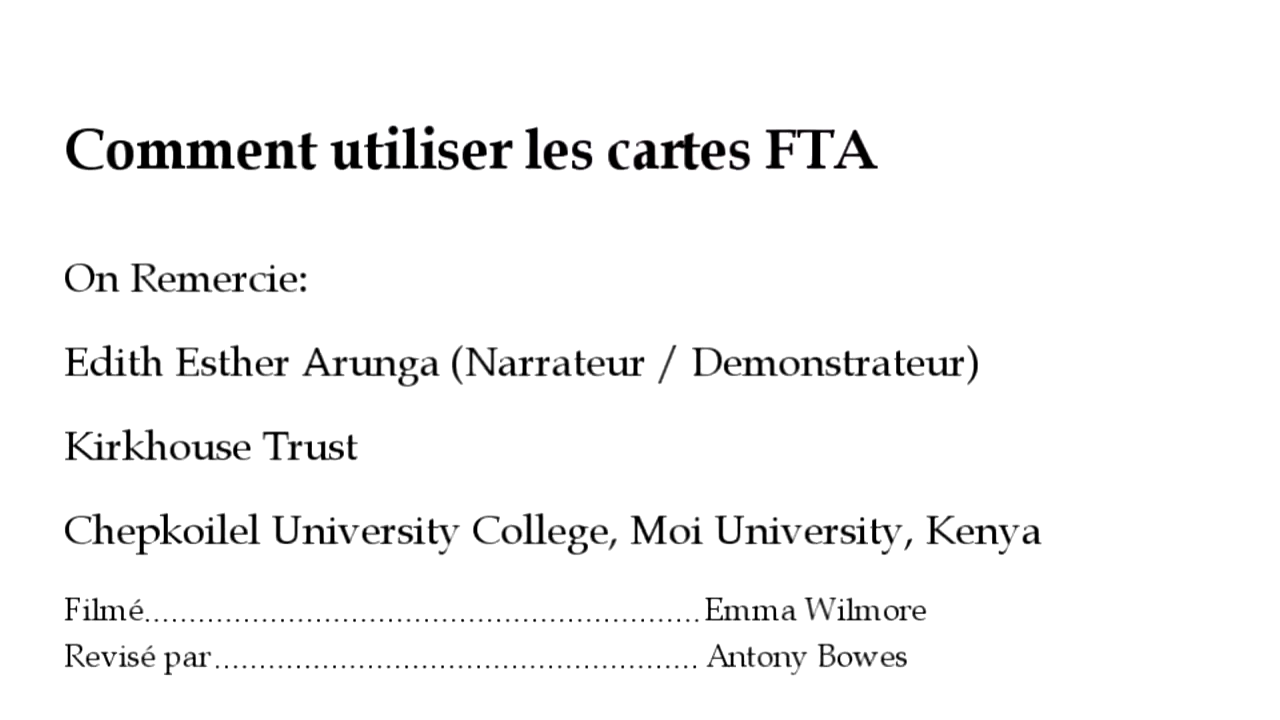 Comment utiliser les cartes FTA
On Remercie:
Edith Esther Arunga (Narrateur / Demonstrateur)
Kirkhouse Trust
Chepkoilel University College, Moi University, Kenya
Filmé.............................................................. Emma Wilmore
Revisé par...................................................... Antony Bowes